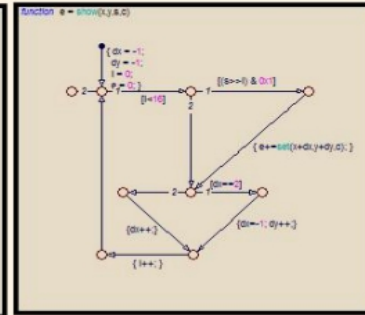 function e = show(x,y,s,c)
{ dx = -1;
dy = -1;
i = 0;
e = 0; }
[(s>>i) & 0x1]
2
1
1
[i<16]
2
{ e+=set(x+dx,y+dy,c); }
[dx==2]
2
1
{dx++;}
{dx=-1; dy++;}
{ i++; }